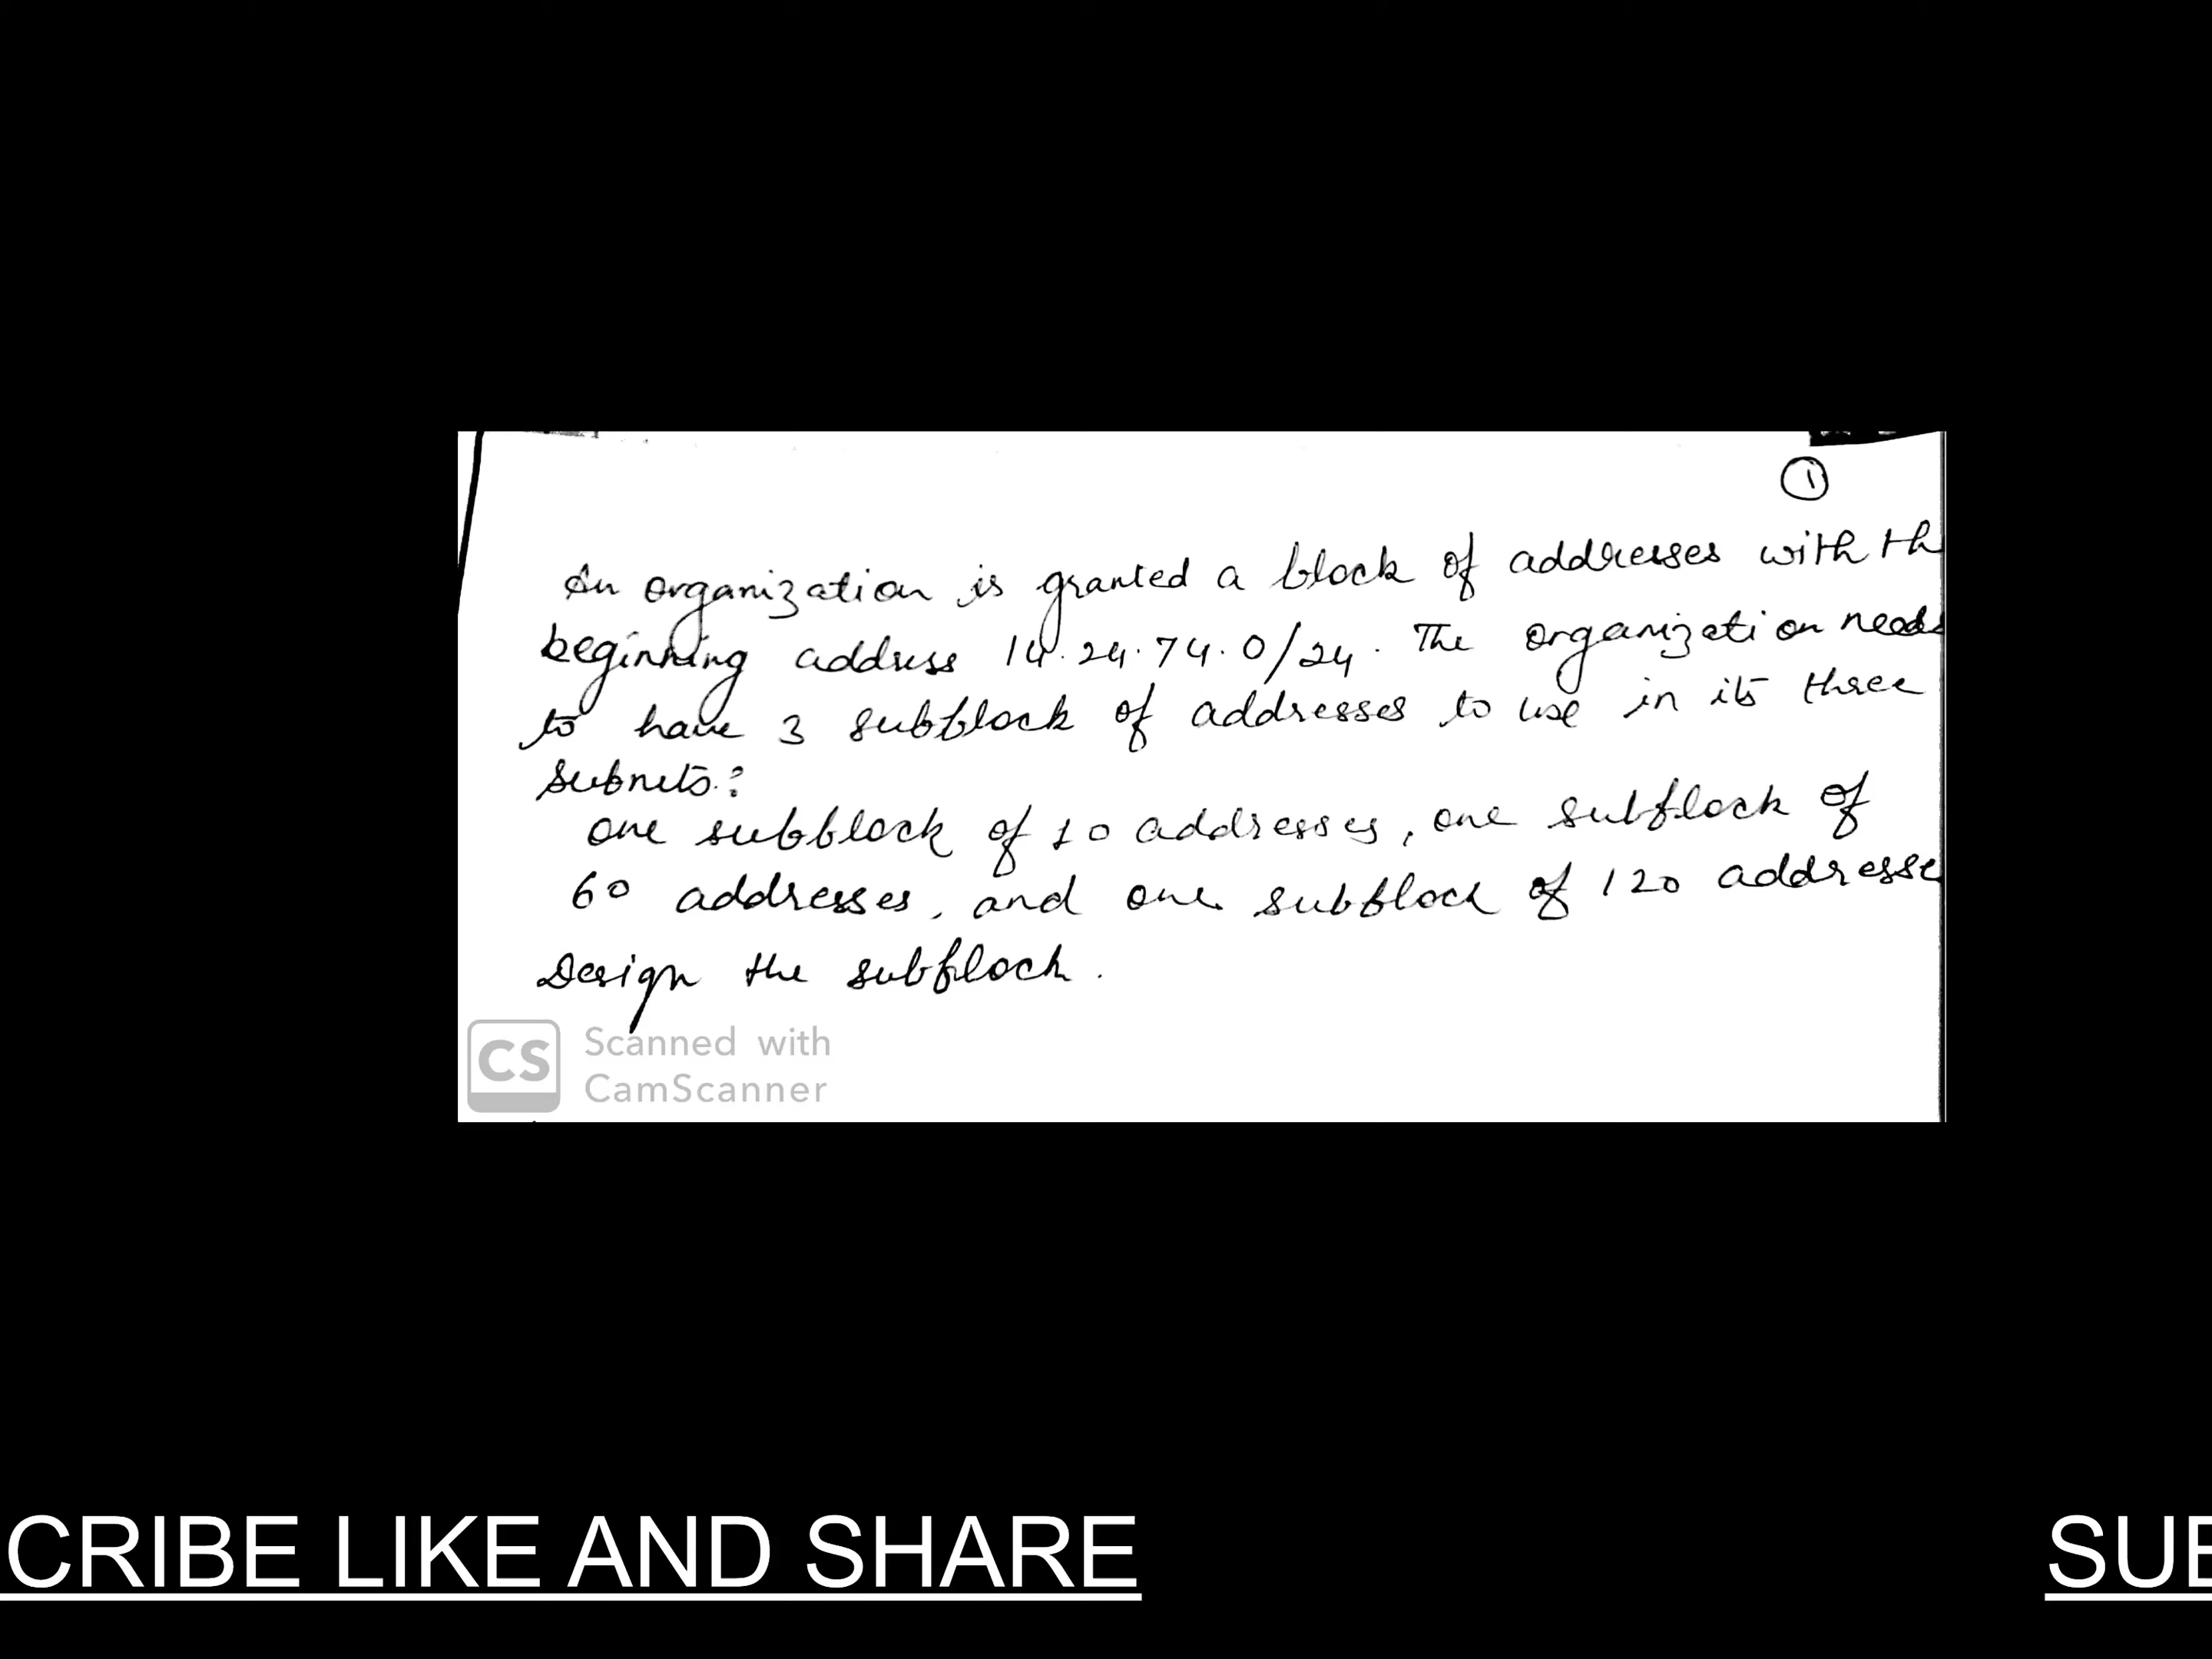 1
An organization is granted a block of addresses with th
beginning address 14.24.74.0/24. The organization needs
to have 3 subblock of addresses to use in its three
subnets:
one subblock of 10 addresses, one subblock of
60 addresses, and one subblock of 120 addresse
Design the subblock.
CS Scanned with
CamScanner
CRIBE LIKE AND SHARE SUB